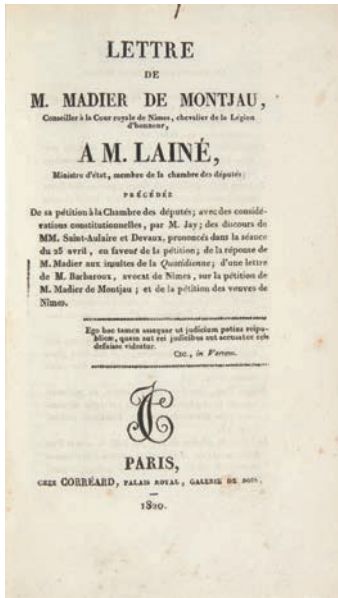 LETTRE
DE
M. MADIER DE MONTJAU,
Conseiller à la Cour royale de Nîmes, chevalier de la Légion
d'honneur,
A M. LAINÉ,
Ministre d'état, membre de la chambre des députés;
PRÉCÉDÉE
De sa pétition à la Chambre des députés; avec des considé-
rations constitutionnelles, par M. Jay; des discours de
MM. Saint-Aulaire et Devaux, prononcés dans la séance
du 25 avril, en faveur de la pétition; de la réponse de
M. Madier aux insultes de la Quotidienne; d'une lettre
de M. Barbaroux, avocat de Nîmes, sur la pétition de
M. Madier de Montjau; et de la pétition des veuves de
Nîmes.
Ego hoc tamen assequar ut judicium potius reipu-
blicæ, quam aut rei judicibus aut accusator reis
defuisse videatur.
Cic., in Verrem.
PARIS,
CHEZ CORRÉARD, PALAIS ROYAL, GALERIE DE BOIS.
1820.